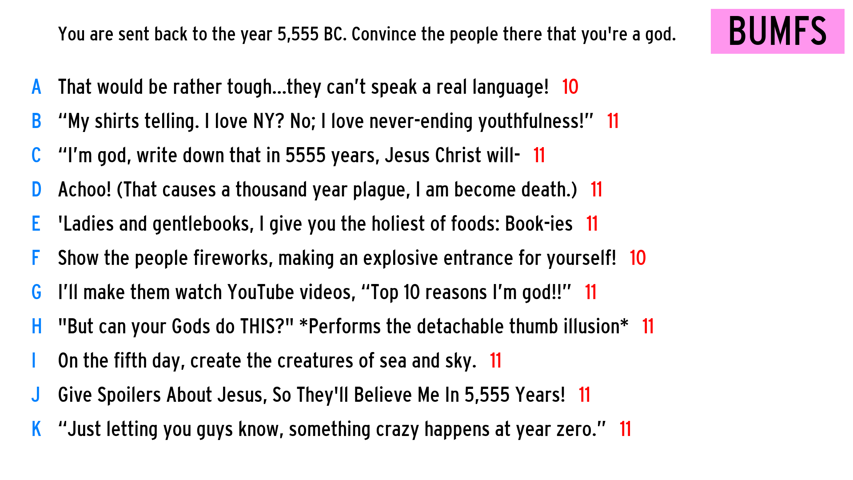 You are sent back to the year 5,555 BC. Convince the people there that you're a god.
BUMFS
A That would be rather tough...they can’t speak a real language! 10
B “My shirts telling. I love NY? No; I love never-ending youthfulness!” 11
C “I’m god, write down that in 5555 years, Jesus Christ will- 11
D Achoo! (That causes a thousand year plague, I am become death.) 11
E 'Ladies and gentlebooks, I give you the holiest of foods: Book-ies 11
F Show the people fireworks, making an explosive entrance for yourself! 10
G I’ll make them watch YouTube videos, “Top 10 reasons I’m god!!” 11
H "But can your Gods do THIS?" *Performs the detachable thumb illusion* 11
I On the fifth day, create the creatures of sea and sky. 11
J Give Spoilers About Jesus, So They'll Believe Me In 5,555 Years! 11
K “Just letting you guys know, something crazy happens at year zero.” 11